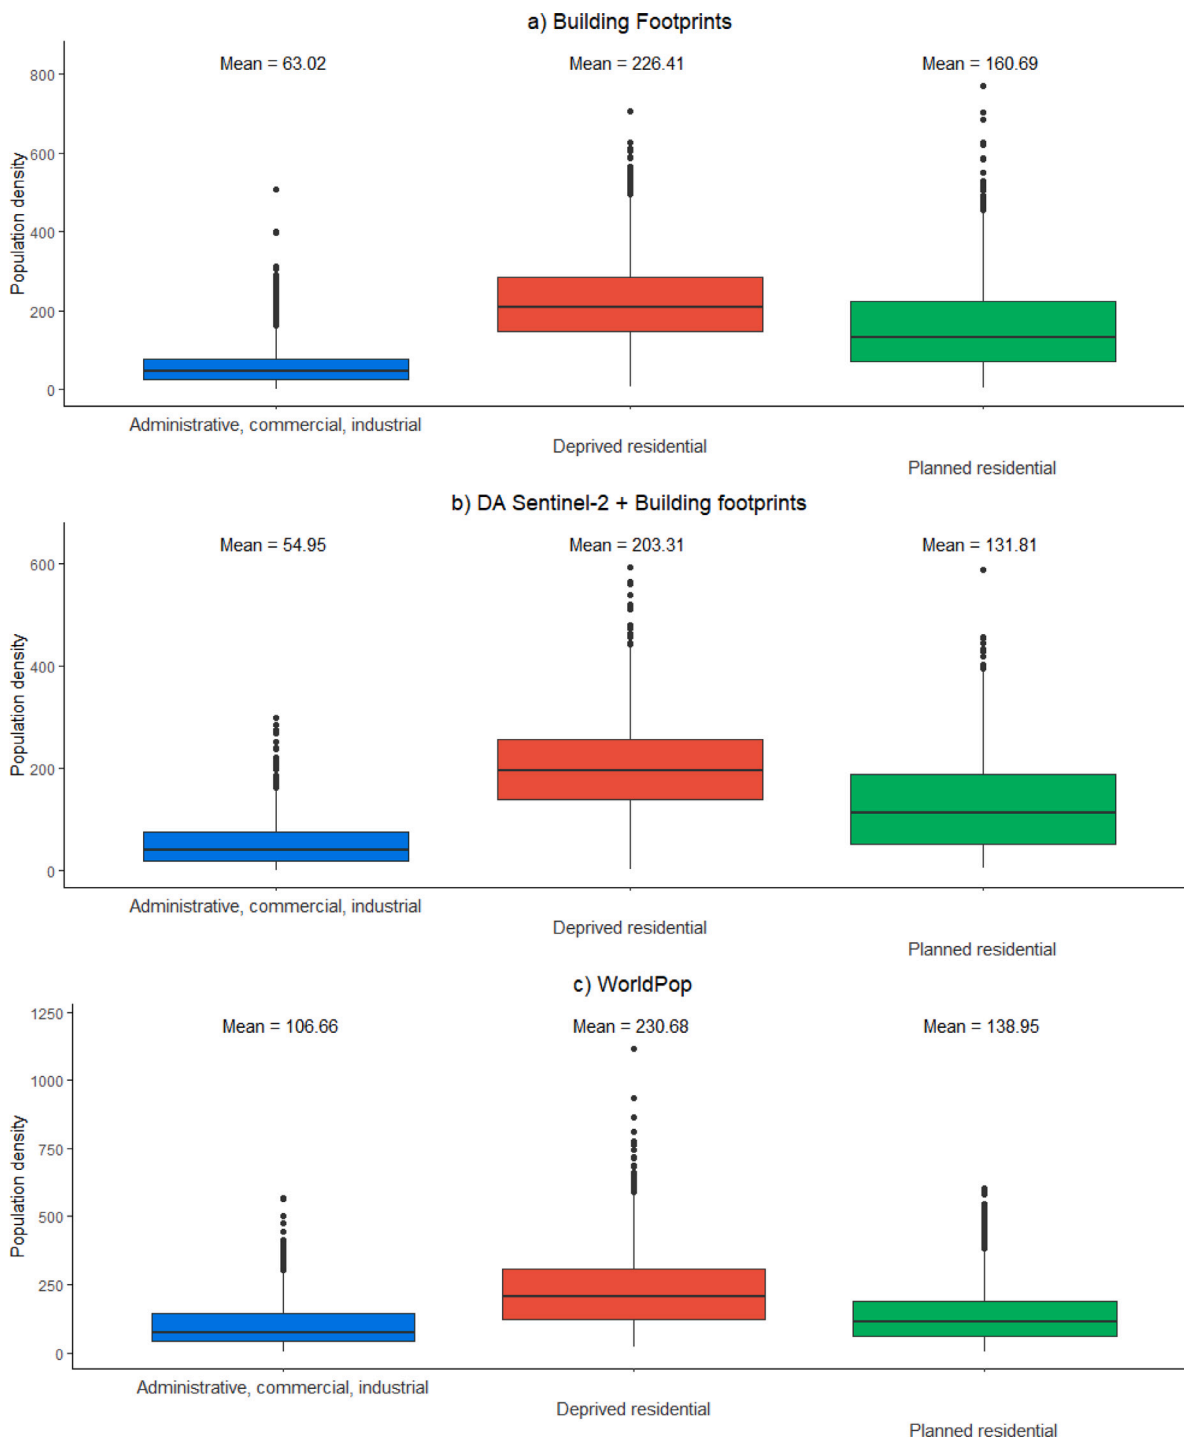 a) Building Footprints
Mean = 63.02
Mean = 226.41
Mean = 160.69
Population density
800
600
400
200
0
Administrative, commercial, industrial
Deprived residential
Planned residential
b) DA Sentinel-2 + Building footprints
Mean = 54.95
Mean = 203.31
Mean = 131.81
Population density
600
400
200
0
Administrative, commercial, industrial
Deprived residential
Planned residential
c) WorldPop
Mean = 106.66
Mean = 230.68
Mean = 138.95
Population density
1250
1000
750
500
250
0
Administrative, commercial, industrial
Deprived residential
Planned residential